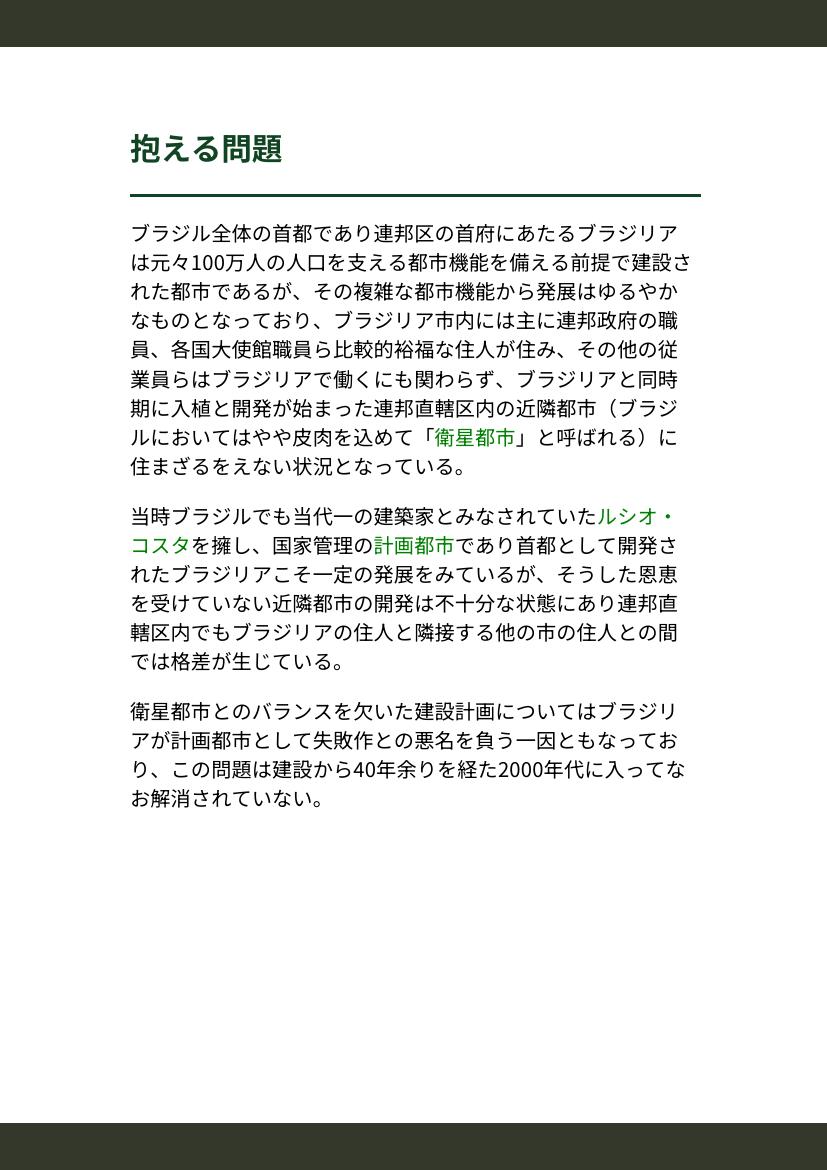 抱える問題
ブラジル全体の首都であり連邦区の首府にあたるブラジリア
は元々100万人の人口を支える都市機能を備える前提で建設さ
れた都市であるが、その複雑な都市機能から発展はゆるやか
なものとなっており、ブラジリア市内には主に連邦政府の職
員、各国大使館職員ら比較的裕福な住人が住み、その他の従
業員らはブラジリアで働くにも関わらず、ブラジリアと同時
期に入植と開発が始まった連邦直轄区内の近隣都市（ブラジ
ルにおいてはやや皮肉を込めて「衛星都市」と呼ばれる）に
住まざるをえない状況となっている。
当時ブラジルでも当代一の建築家とみなされていたルシオ・
コスタを擁し、国家管理の計画都市であり首都として開発さ
れたブラジリアこそ一定の発展をみているが、そうした恩恵
を受けていない近隣都市の開発は不十分な状態にあり連邦直
轄区内でもブラジリアの住人と隣接する他の市の住人との間
では格差が生じている。
衛星都市とのバランスを欠いた建設計画についてはブラジリ
アが計画都市として失敗作との悪名を負う一因ともなってお
り、この問題は建設から40年余りを経た2000年代に入ってな
お解消されていない。